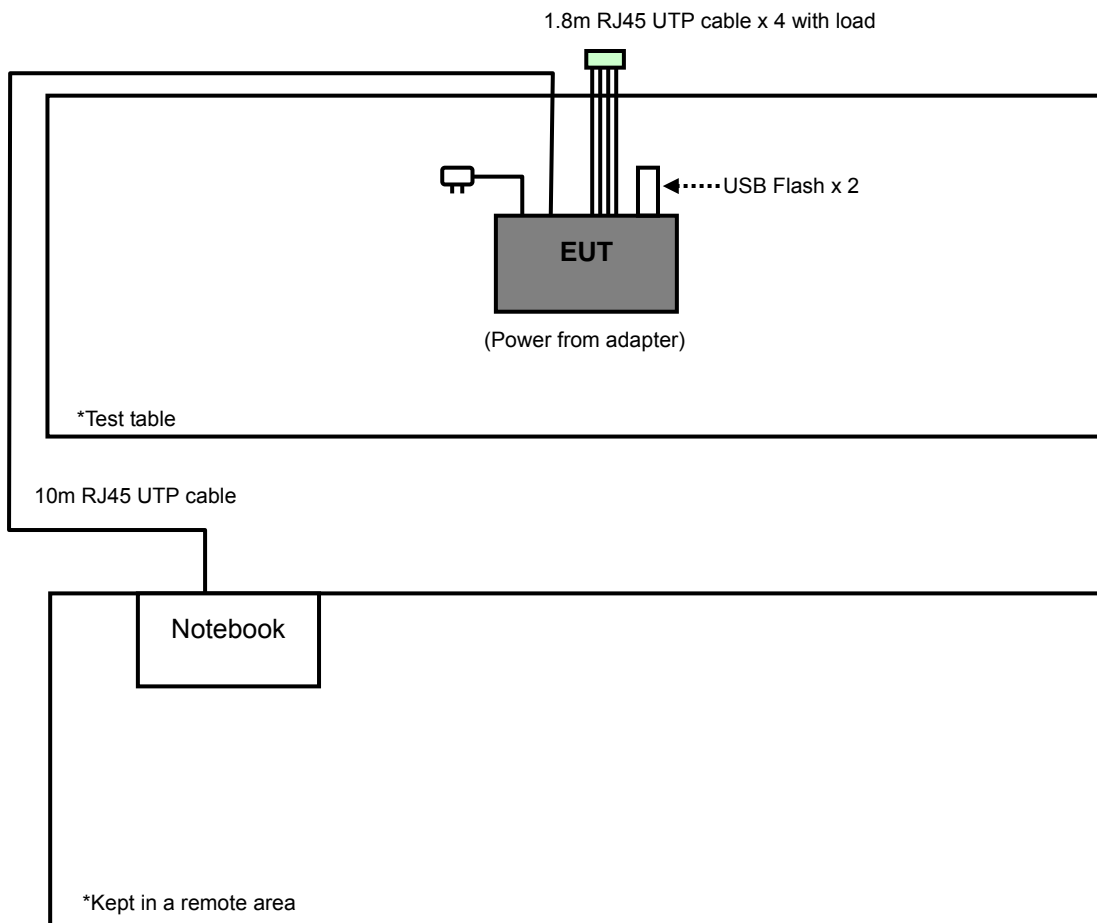 1.8m RJ45 UTP cable x 4 with load
USB Flash x 2
EUT
(Power from adapter)
*Test table
10m RJ45 UTP cable
Notebook
*Kept in a remote area